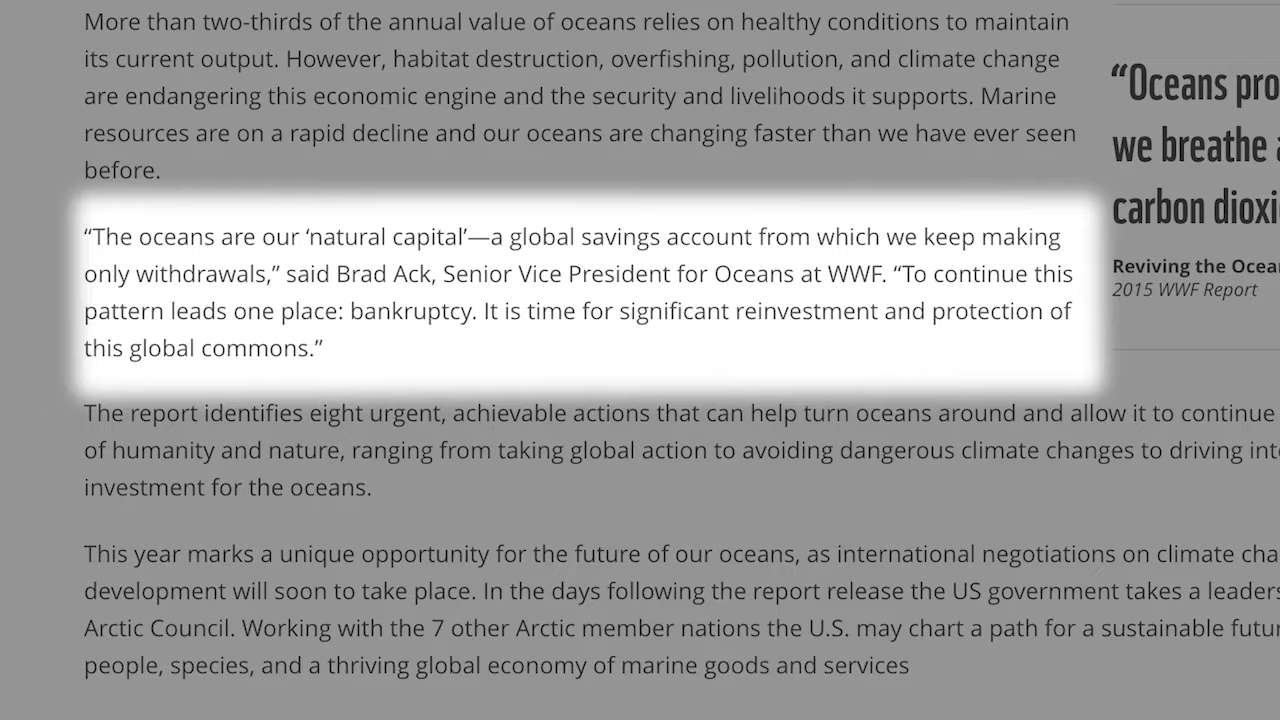 More than two-thirds of the annual value of oceans relies on healthy conditions to maintain
its current output. However, habitat destruction, overfishing, pollution, and climate change
are endangering this economic engine and the security and livelihoods it supports. Marine
resources are on a rapid decline and our oceans are changing faster than we have ever seen
before.
“The oceans are our ‘natural capital’—a global savings account from which we keep making
only withdrawals,” said Brad Ack, Senior Vice President for Oceans at WWF. “To continue this
pattern leads one place: bankruptcy. It is time for significant reinvestment and protection of
this global commons.”
The report identifies eight urgent, achievable actions that can help turn oceans around and allow it to continue
of humanity and nature, ranging from taking global action to avoiding dangerous climate changes to driving
investment for the oceans.
This year marks a unique opportunity for the future of our oceans, as international negotiations on climate
development will soon to take place. In the days following the report release the US government takes a
Arctic Council. Working with the 7 other Arctic member nations the U.S. may chart a path for a sustainable
people, species, and a thriving global economy of marine goods and services
“Oceans
we breathe
carbon
Reviving the
2015 WWF Report